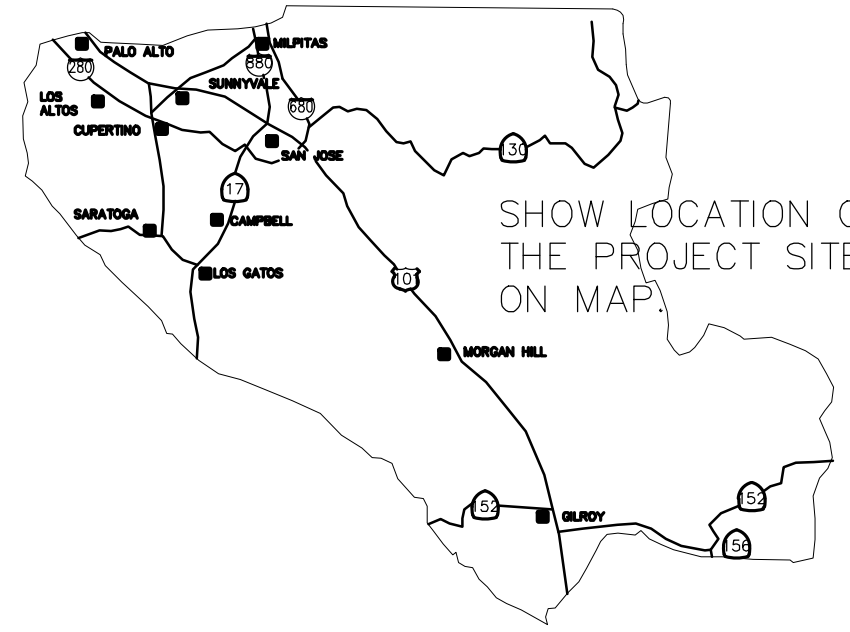 PALO ALTO
MILPITAS
280
880
SUNNYVALE
LOS
ALTOS
680
CUPERTINO
130
SAN JOSE
17
SARATOGA
CAMPBELL
SHOW LOCATION
THE PROJECT SITE
ON MAP.
LOS GATOS
10
MORGAN HILL
152
152
GILROY
156